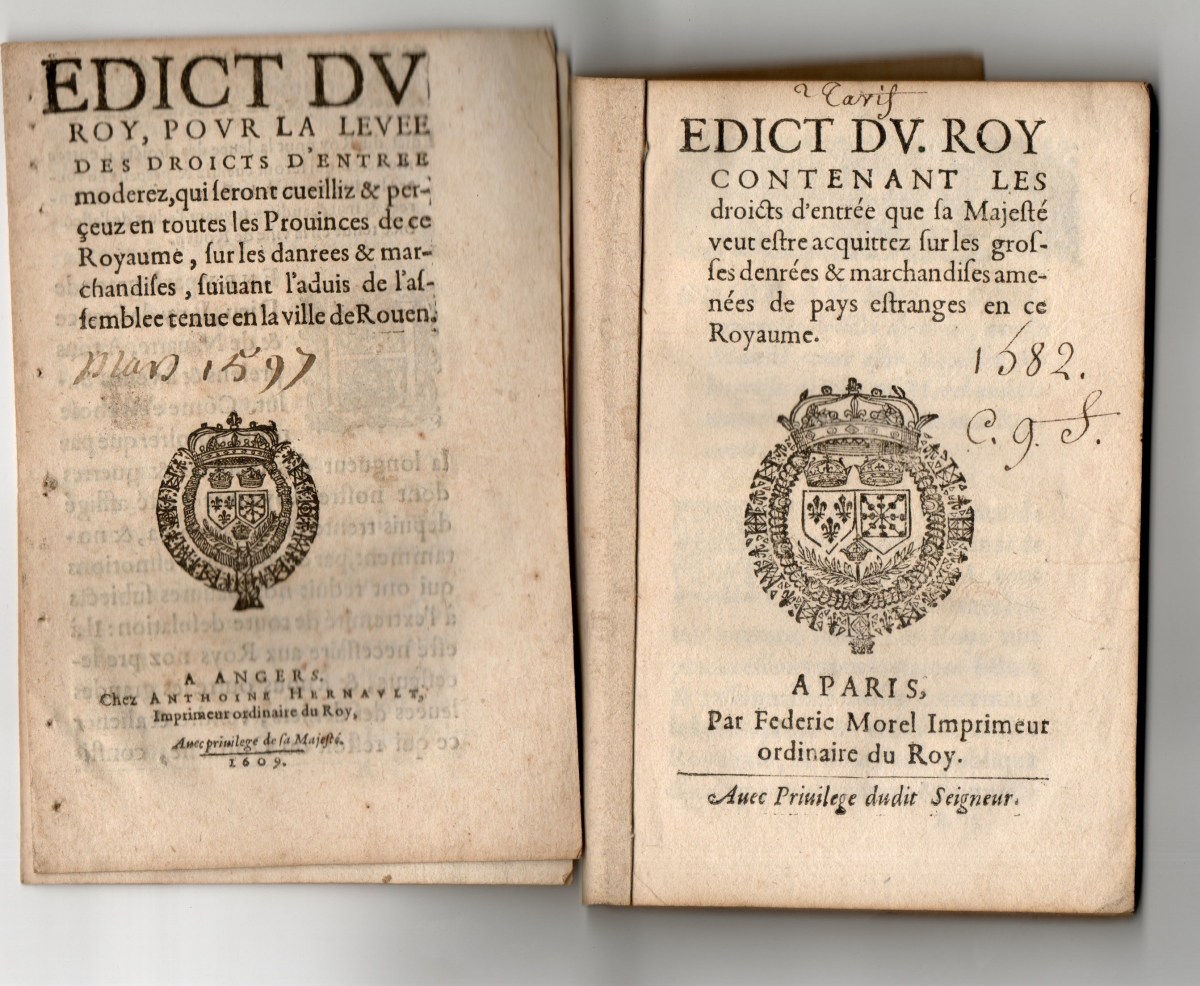 EDICT DV
ROY, POVR LA LEVEE
DES DROICTS D'ENTREE
moderez, qui ſeront cueilliz & per-
çeuz en toutes les Prouinces de ce
Royaume, ſur les danrees & mar-
chandiſes, ſuiuant l'aduis de l'aſ-
ſemblee tenue en la ville de Rouen.
Mars 1597
A ANGERS.
Chez ANTHOINE HERNAVLT,
Imprimeur ordinaire du Roy,
Auec priuilege de ſa Majeſté.
1609.
Tarif
EDICT DV. ROY
CONTENANT LES
droicts d'entrée que ſa Majeſté
veut eſtre acquittez ſur les groſ-
ſes denrées & marchandiſes ame-
nées de pays eſtranges en ce
Royaume.
1582.
C. g. S.
A PARIS,
Par Federic Morel Imprimeur
ordinaire du Roy.
Auec Priuilege dudit Seigneur.